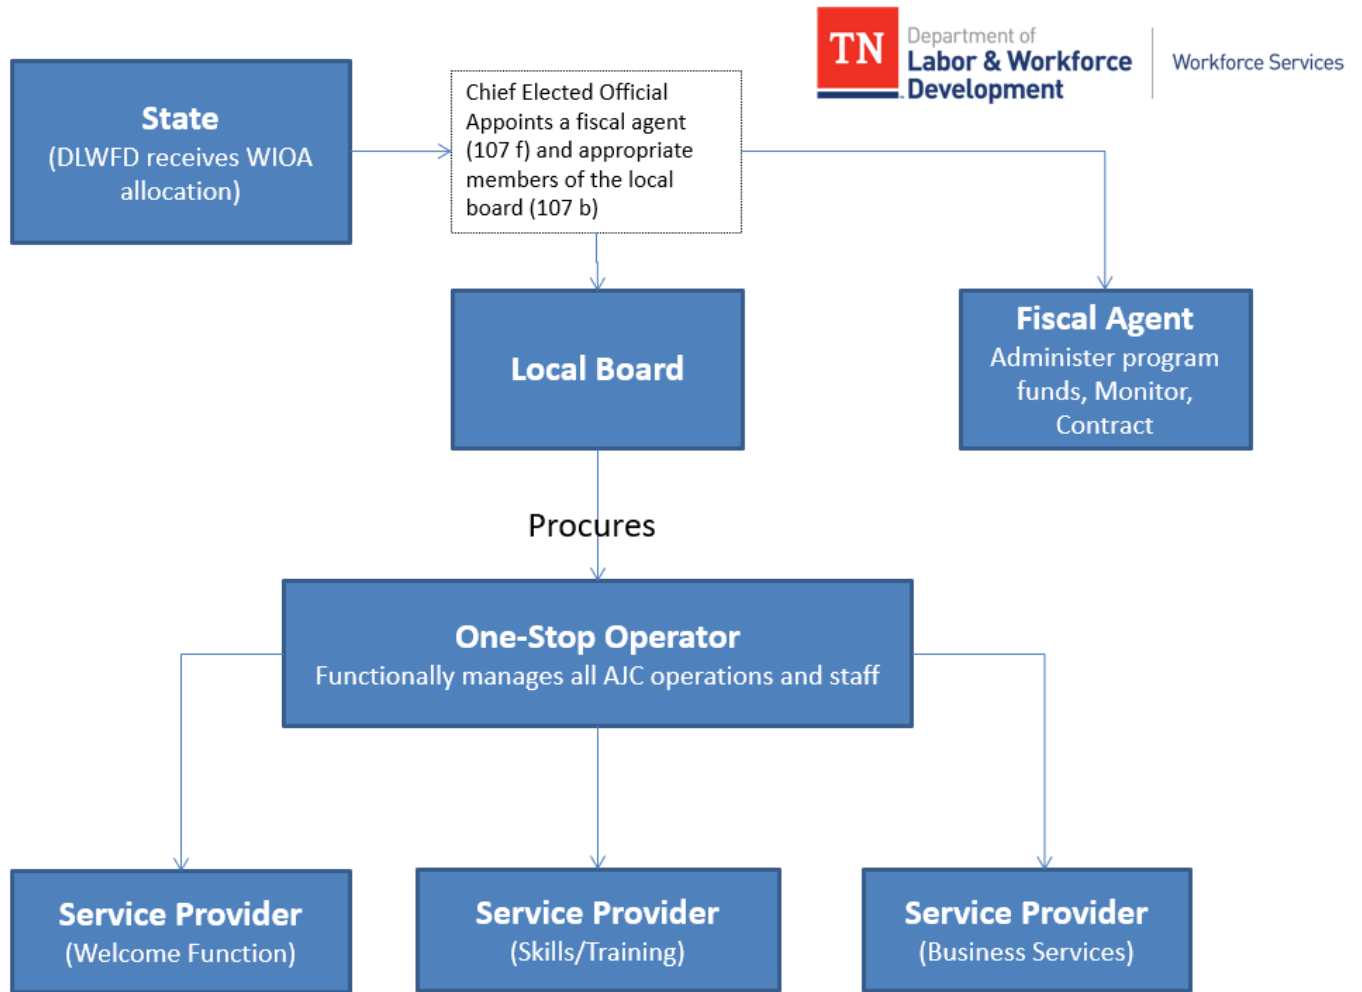 TN
Department of
Labor & Workforce
Development
Workforce Services
State
(DLWFD receives WIOA
allocation)
Chief Elected Official
Appoints a fiscal agent
(107 f) and appropriate
members of the local
board (107 b)
Local Board
Fiscal Agent
Administer program
funds, Monitor,
Contract
Procures
One-Stop Operator
Functionally manages all AJC operations and staff
Service Provider
(Welcome Function)
Service Provider
(Skills/Training)
Service Provider
(Business Services)